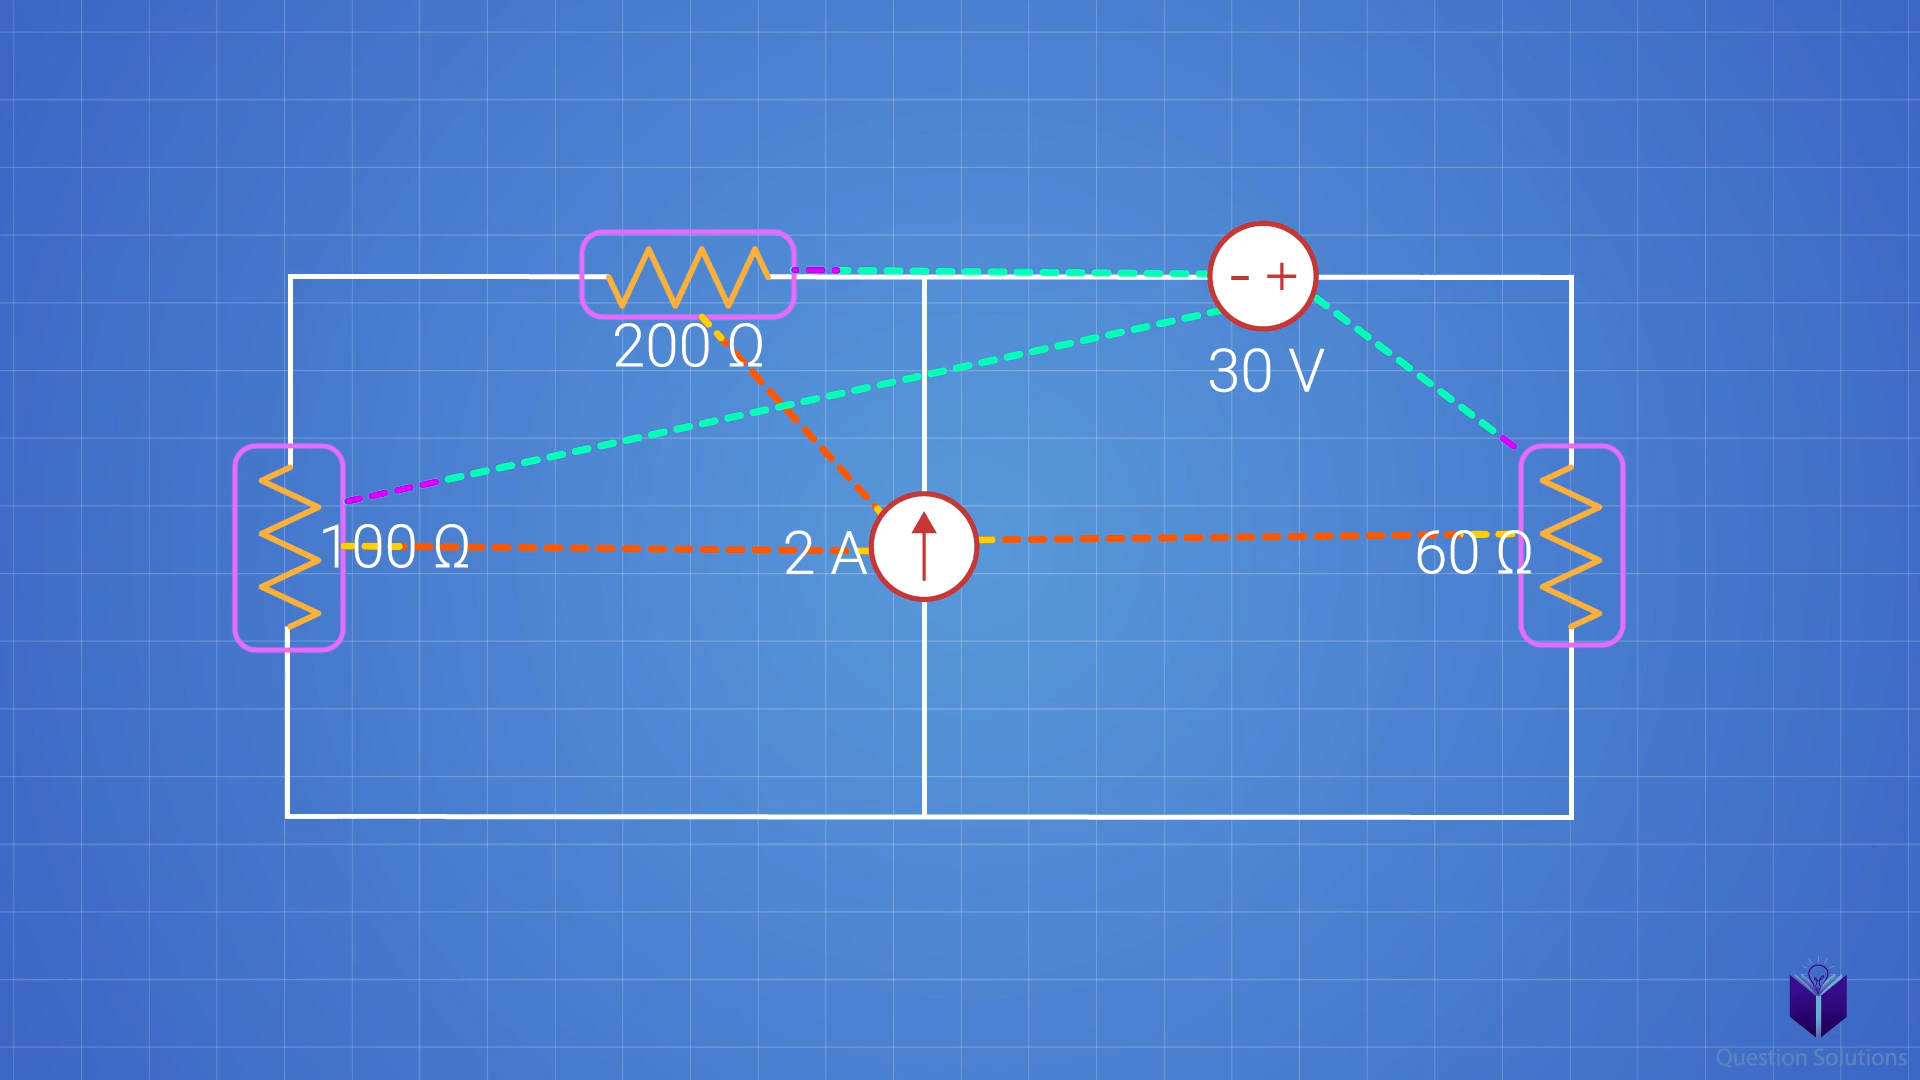 - +
200 Ω
30 V
100 Ω
2 A
60 Ω
Question Solutions